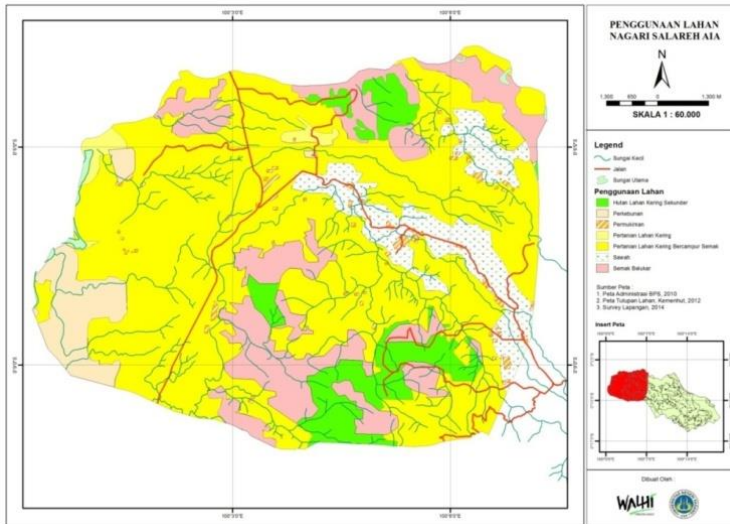 PENGGUNAAN LAHAN
NAGARI SALAREH AIA
N
SKALA 1 : 60.000
Legend
Sungai Kecil
Jalan
Sungai Utama
Penggunaan Lahan
Hutan Lahan Kering Sekunder
Perkebunan
Permukiman
Pertanian Lahan Kering
Pertanian Lahan Kering Bercampur Semak
Sawah
Semak Belukar
Sumber Peta :
1. Peta Administrasi BPS, 2010
2. Peta Tutupan Lahan, Kemenhut, 2012
3. Survey Lapangan, 2014
Insert Peta
Dibuat Oleh :
WALHI